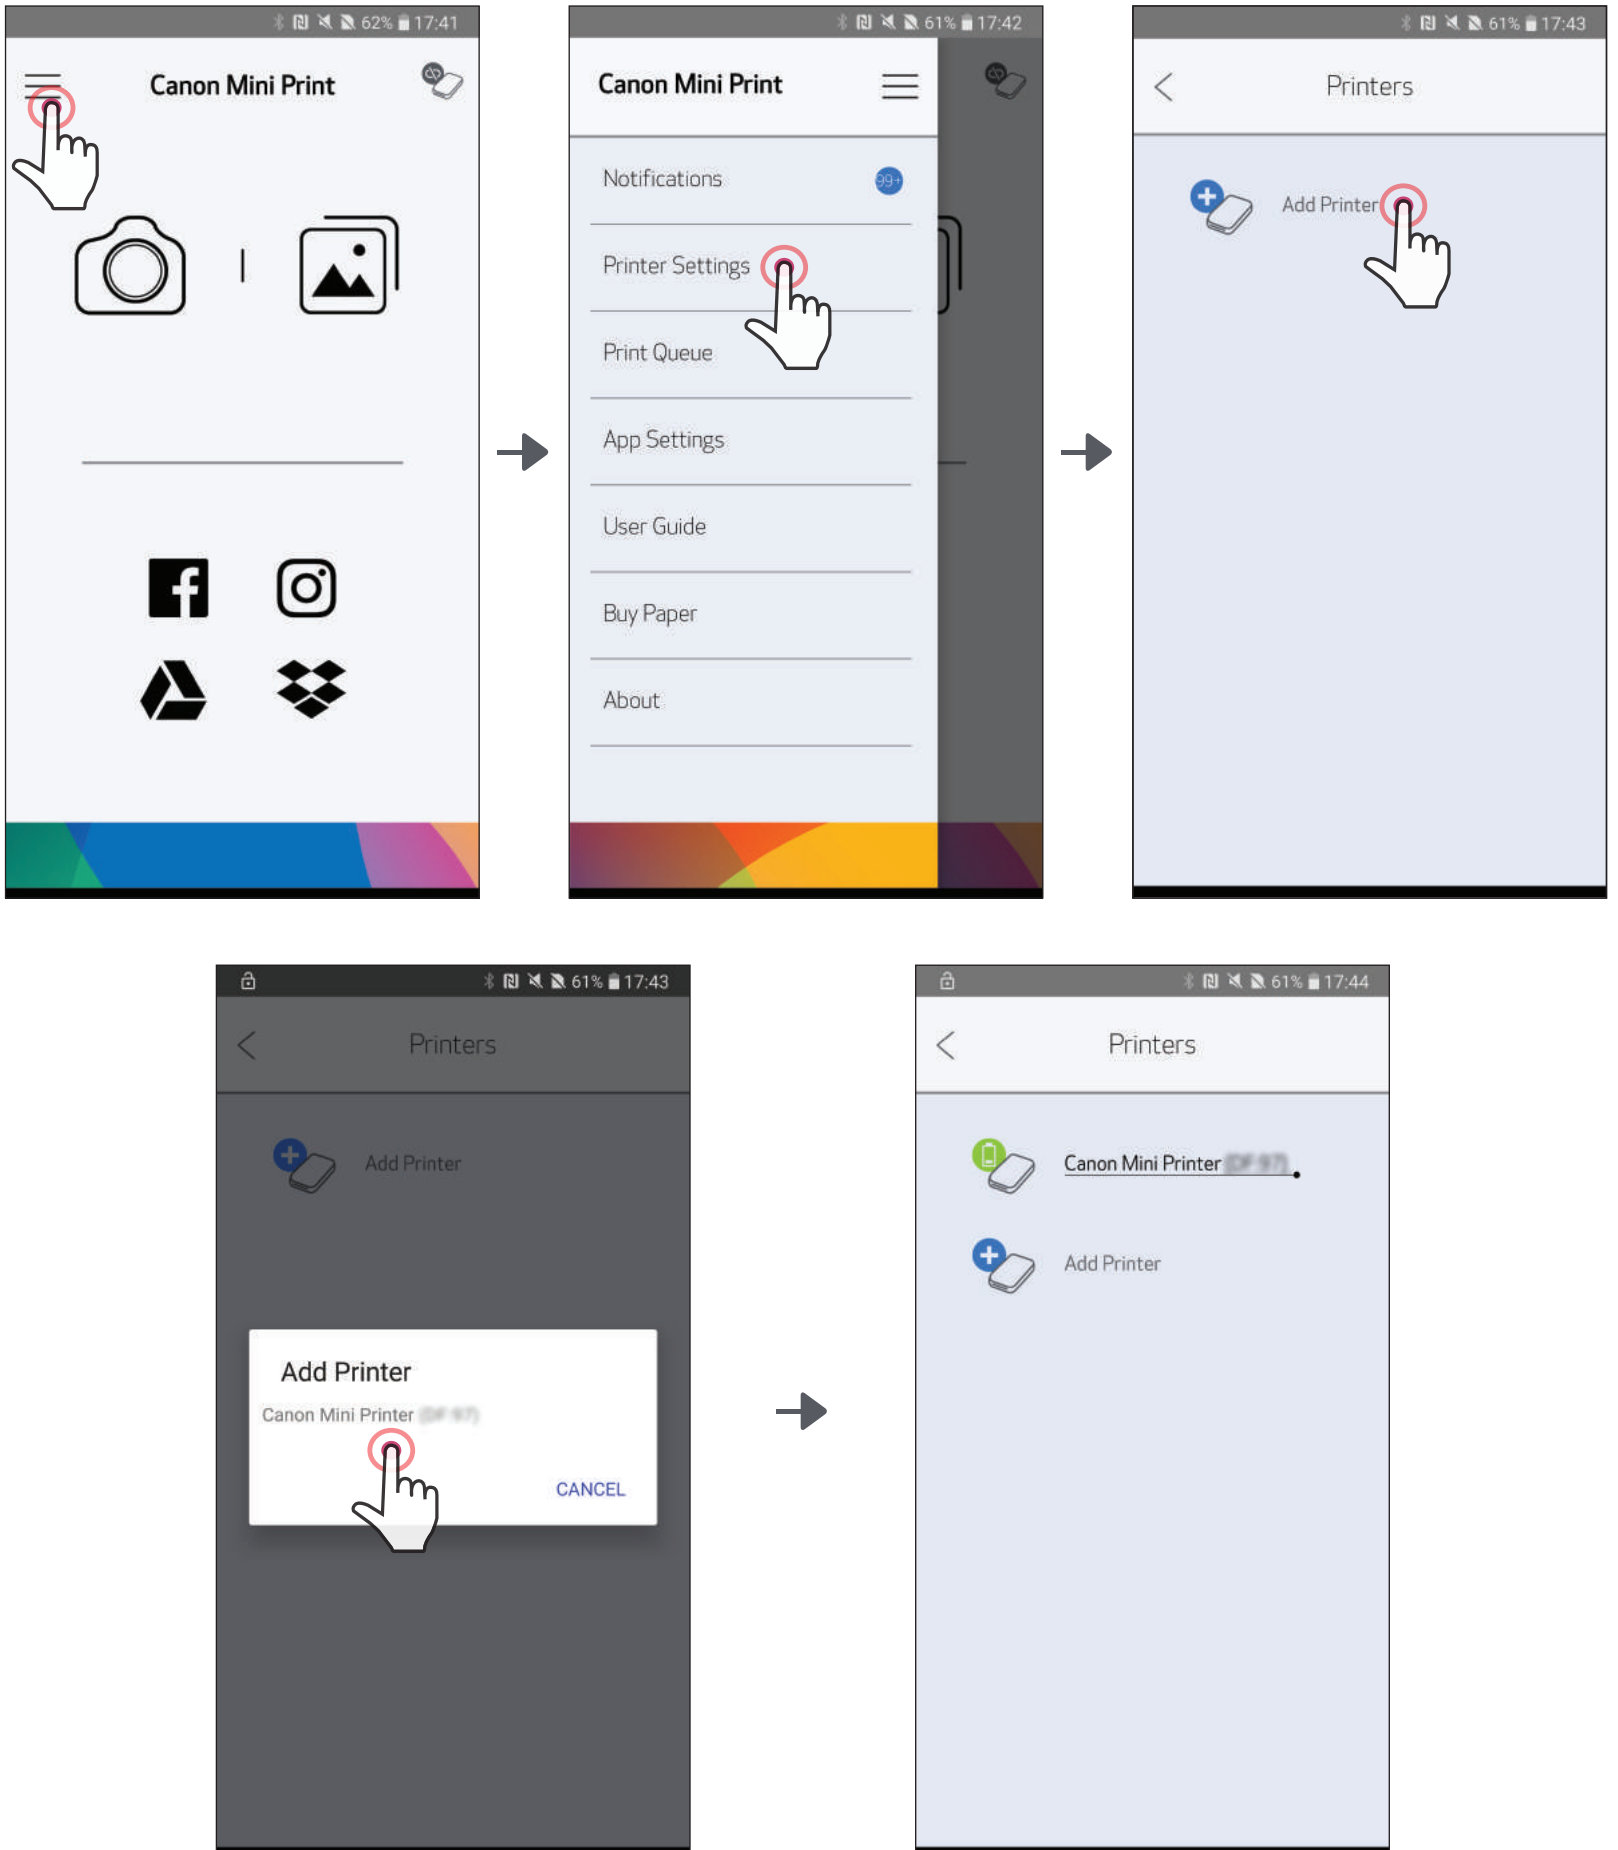 62% 17:41
Canon Mini Print
61% 17:42
Canon Mini Print
Notifications
99+
Printer Settings
Print Queue
App Settings
User Guide
Buy Paper
About
61% 17:43
Printers
Add Printer
61% 17:43
Printers
Add Printer
Add Printer
Canon Mini Printer
CANCEL
61% 17:44
Printers
Canon Mini Printer
Add Printer